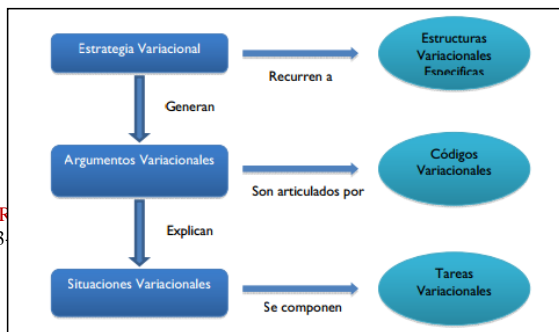 Estrategia Variacional
Estructuras
Variacionales
Especificas
Recurren a
Generan
Argumentos Variacionales
Códigos
Variacionales
Son articulados por
R
Explican
Situaciones Variacionales
Tareas
Variacionales
Se componen